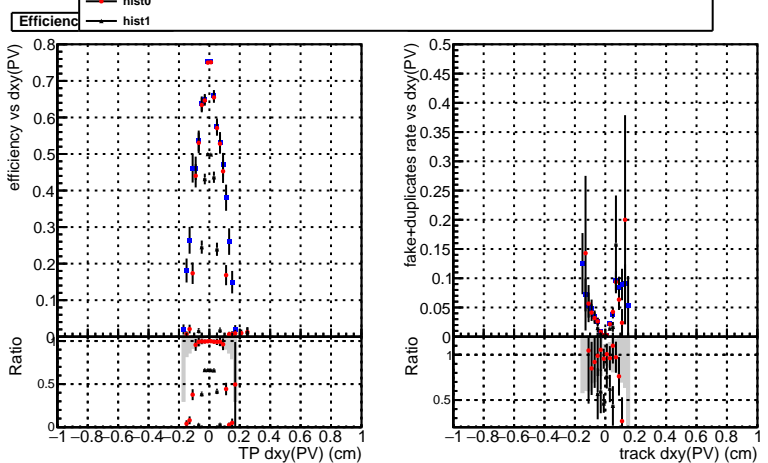 hist0
Efficienc
hist1
efficiency vs dxy(PV)
0.8
0.7
0.6
0.5
0.4
0.3
0.2
0.1
0
Ratio
1
0.5
0
−1 −0.8 −0.6 −0.4 −0.2 0 0.2 0.4 0.6 0.8 1
TP dxy(PV) (cm)
fake+duplicates rate vs dxy(PV)
0.5
0.45
0.4
0.35
0.3
0.25
0.2
0.15
0.1
0.05
0
Ratio
1
0.5
−1 −0.8 −0.6 −0.4 −0.2 0 0.2 0.4 0.6 0.8 1
track dxy(PV) (cm)